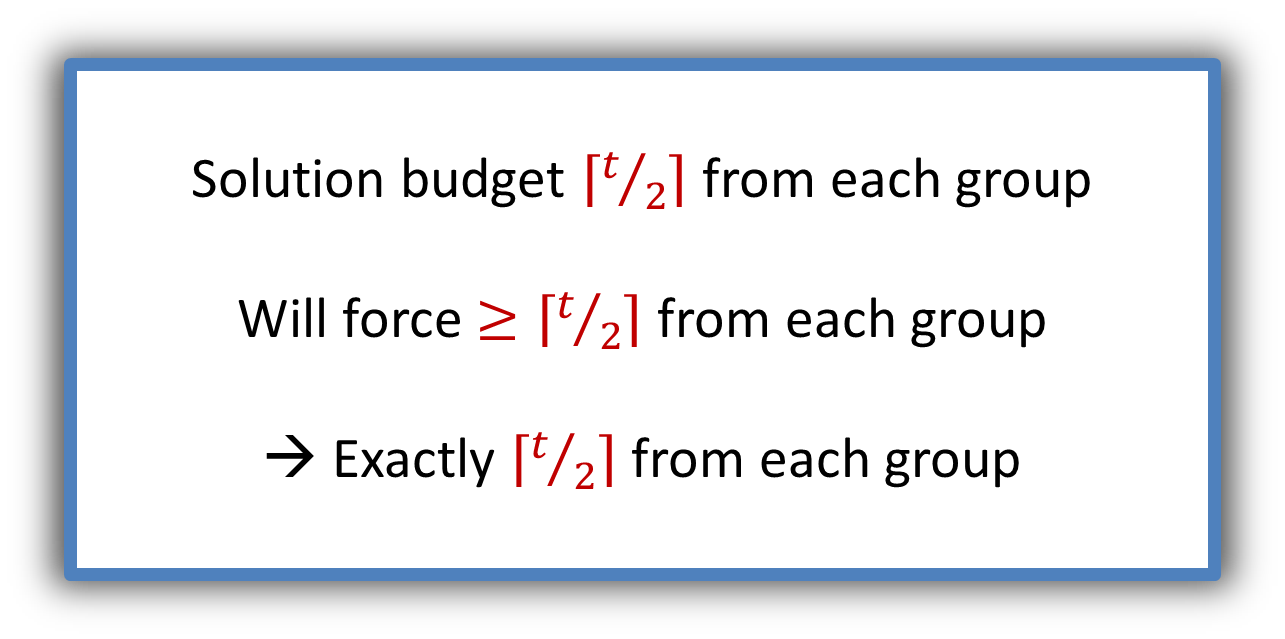 Solution budget ⌈t/2⌉ from each group
Will force ≥ ⌈t/2⌉ from each group
→ Exactly ⌈t/2⌉ from each group